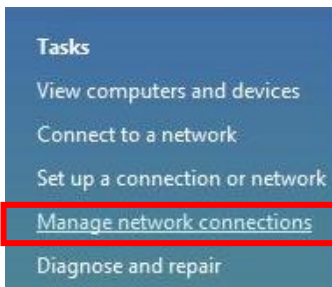 Tasks
View computers and devices
Connect to a network
Set up a connection or network
Manage network connections
Diagnose and repair